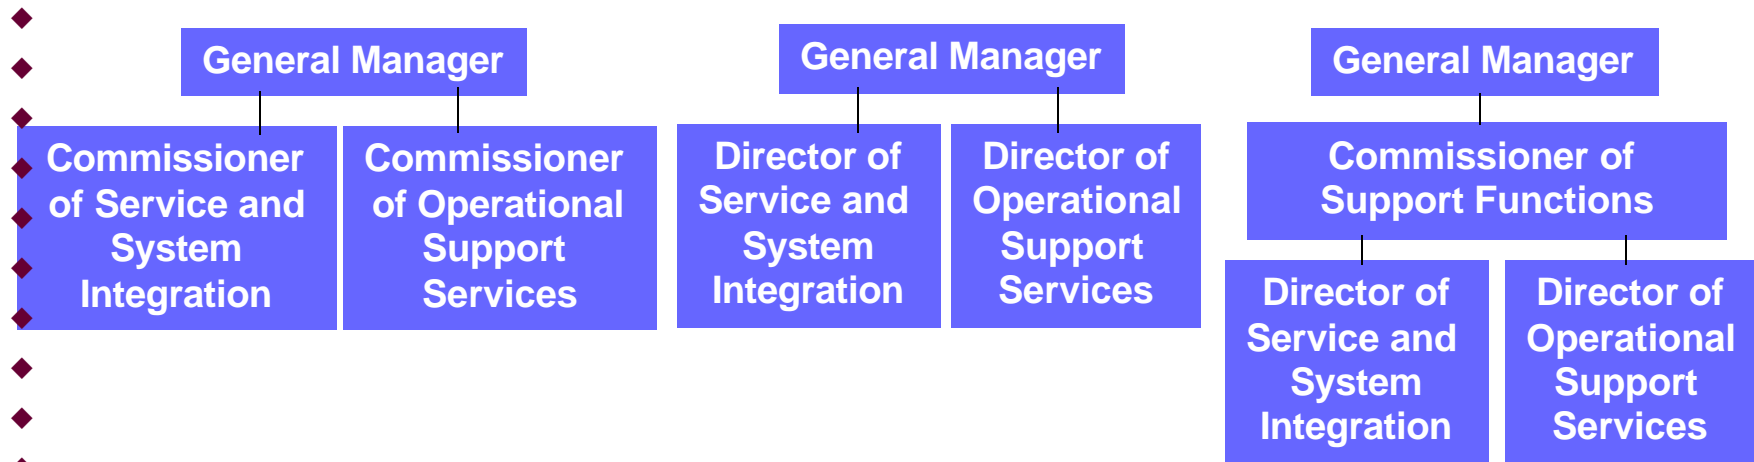 General Manager
Commissioner
of Service and
System
Integration
Commissioner
of Operational
Support
Services
General Manager
Director of
Service and
System
Integration
Director of
Operational
Support
Services
General Manager
Commissioner of
Support Functions
Director of
Service and
System
Integration
Director of
Operational
Support
Services